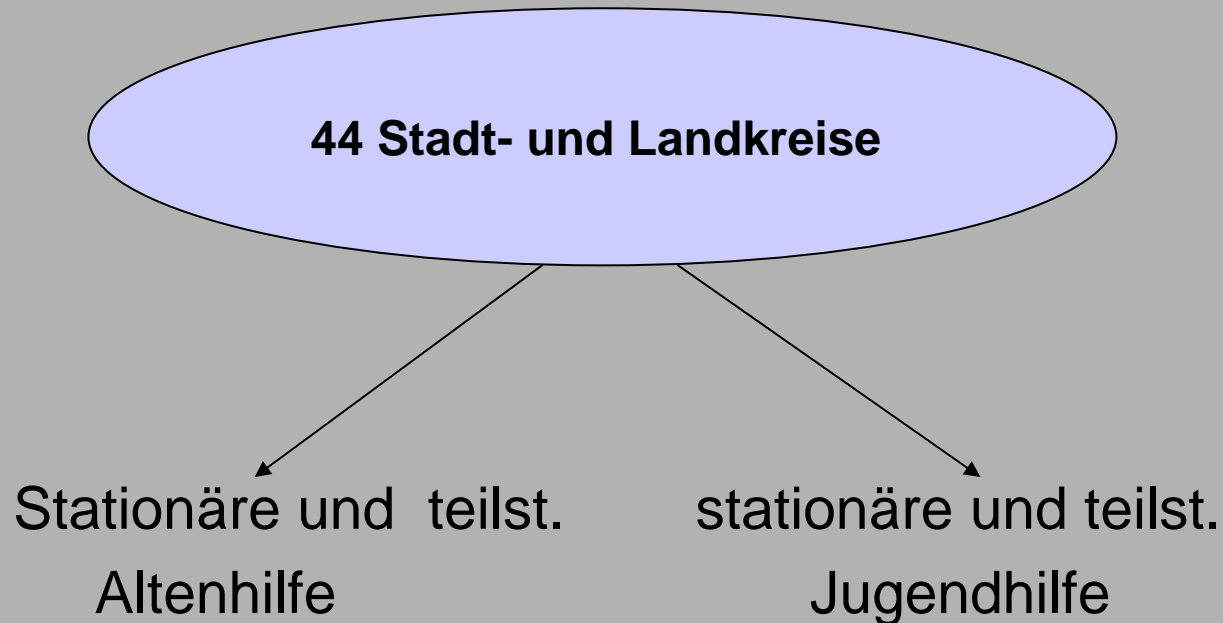 44 Stadt- und Landkreise
Stationäre und teilst.
Altenhilfe
stationäre und teilst.
Jugendhilfe